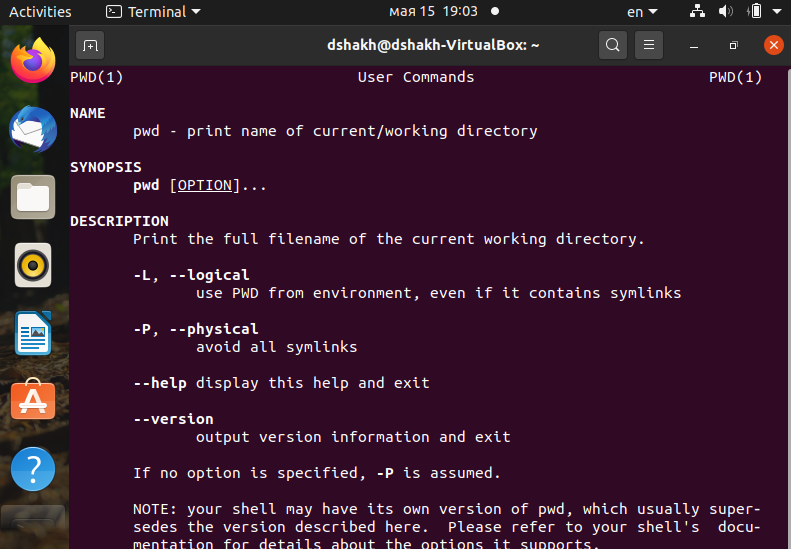 Activities Terminal мая 15 19:03 en
dshakh@dshakh-VirtualBox: ~
PWD(1) User Commands PWD(1)
NAME
pwd - print name of current/working directory
SYNOPSIS
pwd [OPTION]...
DESCRIPTION
Print the full filename of the current working directory.
-L, --logical
use PWD from environment, even if it contains symlinks
-P, --physical
avoid all symlinks
--help display this help and exit
--version
output version information and exit
If no option is specified, -P is assumed.
NOTE: your shell may have its own version of pwd, which usually super-
sedes the version described here.  Please refer to your shell's  docu-
mentation for details about the options it supports.